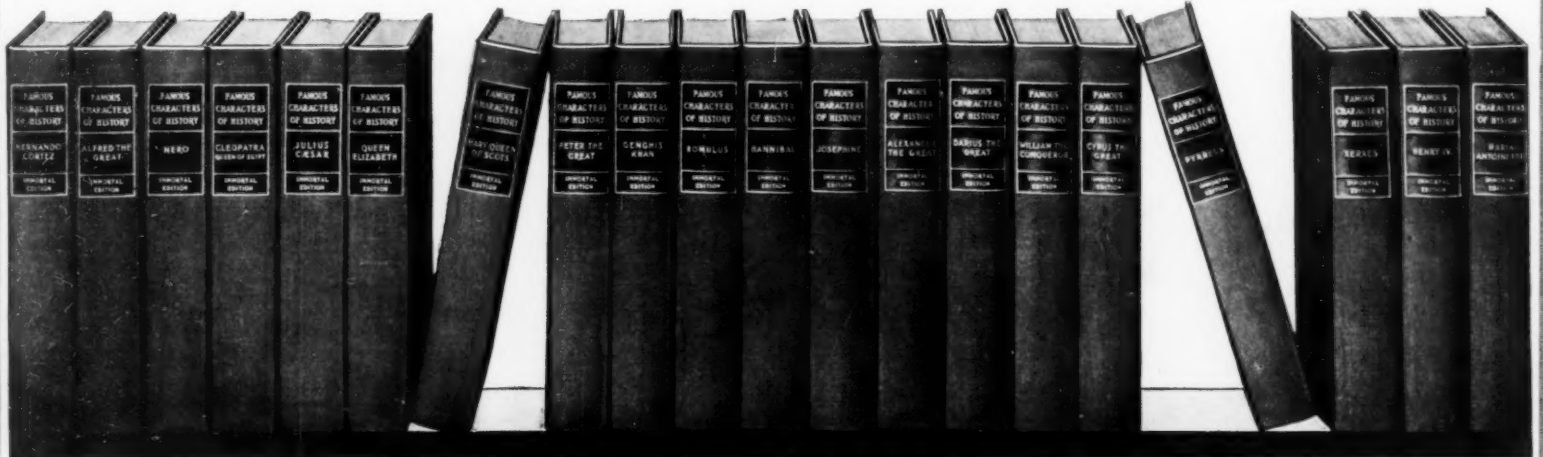 FAMOUS
CHARACTERS
OF HISTORY
HERNANDO
CORTEZ
IMMORTAL
EDITION
FAMOUS
CHARACTERS
OF HISTORY
ALFRED THE
GREAT
IMMORTAL
EDITION
FAMOUS
CHARACTERS
OF HISTORY
NERO
IMMORTAL
EDITION
FAMOUS
CHARACTERS
OF HISTORY
CLEOPATRA
QUEEN OF EGYPT
IMMORTAL
EDITION
FAMOUS
CHARACTERS
OF HISTORY
JULIUS
CÆSAR
IMMORTAL
EDITION
FAMOUS
CHARACTERS
OF HISTORY
QUEEN
ELIZABETH
IMMORTAL
EDITION
FAMOUS
CHARACTERS
OF HISTORY
MARY QUEEN
OF SCOTS
IMMORTAL
EDITION
FAMOUS
CHARACTERS
OF HISTORY
PETER THE
GREAT
IMMORTAL
EDITION
FAMOUS
CHARACTERS
OF HISTORY
GENGHIS
KHAN
IMMORTAL
EDITION
FAMOUS
CHARACTERS
OF HISTORY
ROMULUS
IMMORTAL
EDITION
FAMOUS
CHARACTERS
OF HISTORY
HANNIBAL
IMMORTAL
EDITION
FAMOUS
CHARACTERS
OF HISTORY
JOSEPHINE
IMMORTAL
EDITION
FAMOUS
CHARACTERS
OF HISTORY
ALEXANDER
THE GREAT
IMMORTAL
EDITION
FAMOUS
CHARACTERS
OF HISTORY
DARIUS THE
GREAT
IMMORTAL
EDITION
FAMOUS
CHARACTERS
OF HISTORY
WILLIAM THE
CONQUEROR
IMMORTAL
EDITION
FAMOUS
CHARACTERS
OF HISTORY
CYRUS THE
GREAT
IMMORTAL
EDITION
FAMOUS
CHARACTERS
OF HISTORY
PYRRHUS
IMMORTAL
EDITION
FAMOUS
CHARACTERS
OF HISTORY
XERXES
IMMORTAL
EDITION
FAMOUS
CHARACTERS
OF HISTORY
HENRY IV.
IMMORTAL
EDITION
FAMOUS
CHARACTERS
OF HISTORY
MARIE
ANTOINETTE
IMMORTAL
EDITION